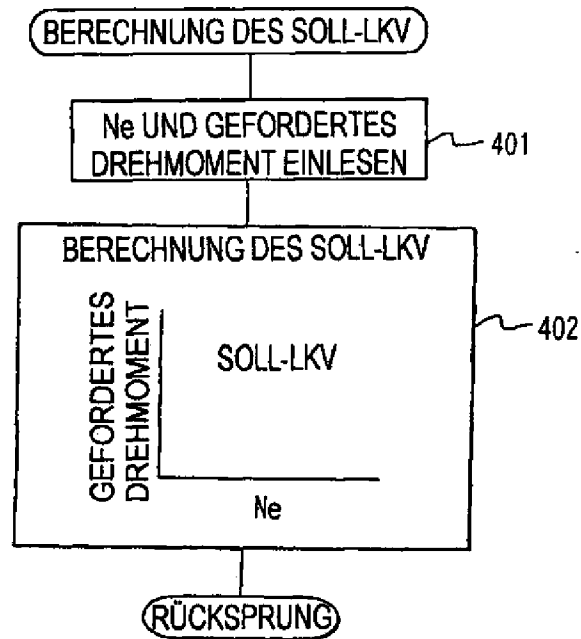 BERECHNUNG DES SOLL-LKV
Ne UND GEFORDERTES
DREHMOMENT EINLESEN
401
BERECHNUNG DES SOLL-LKV
GEFORDERTES
DREHMOMENT
SOLL-LKV
402
Ne
RÜCKSPRUNG